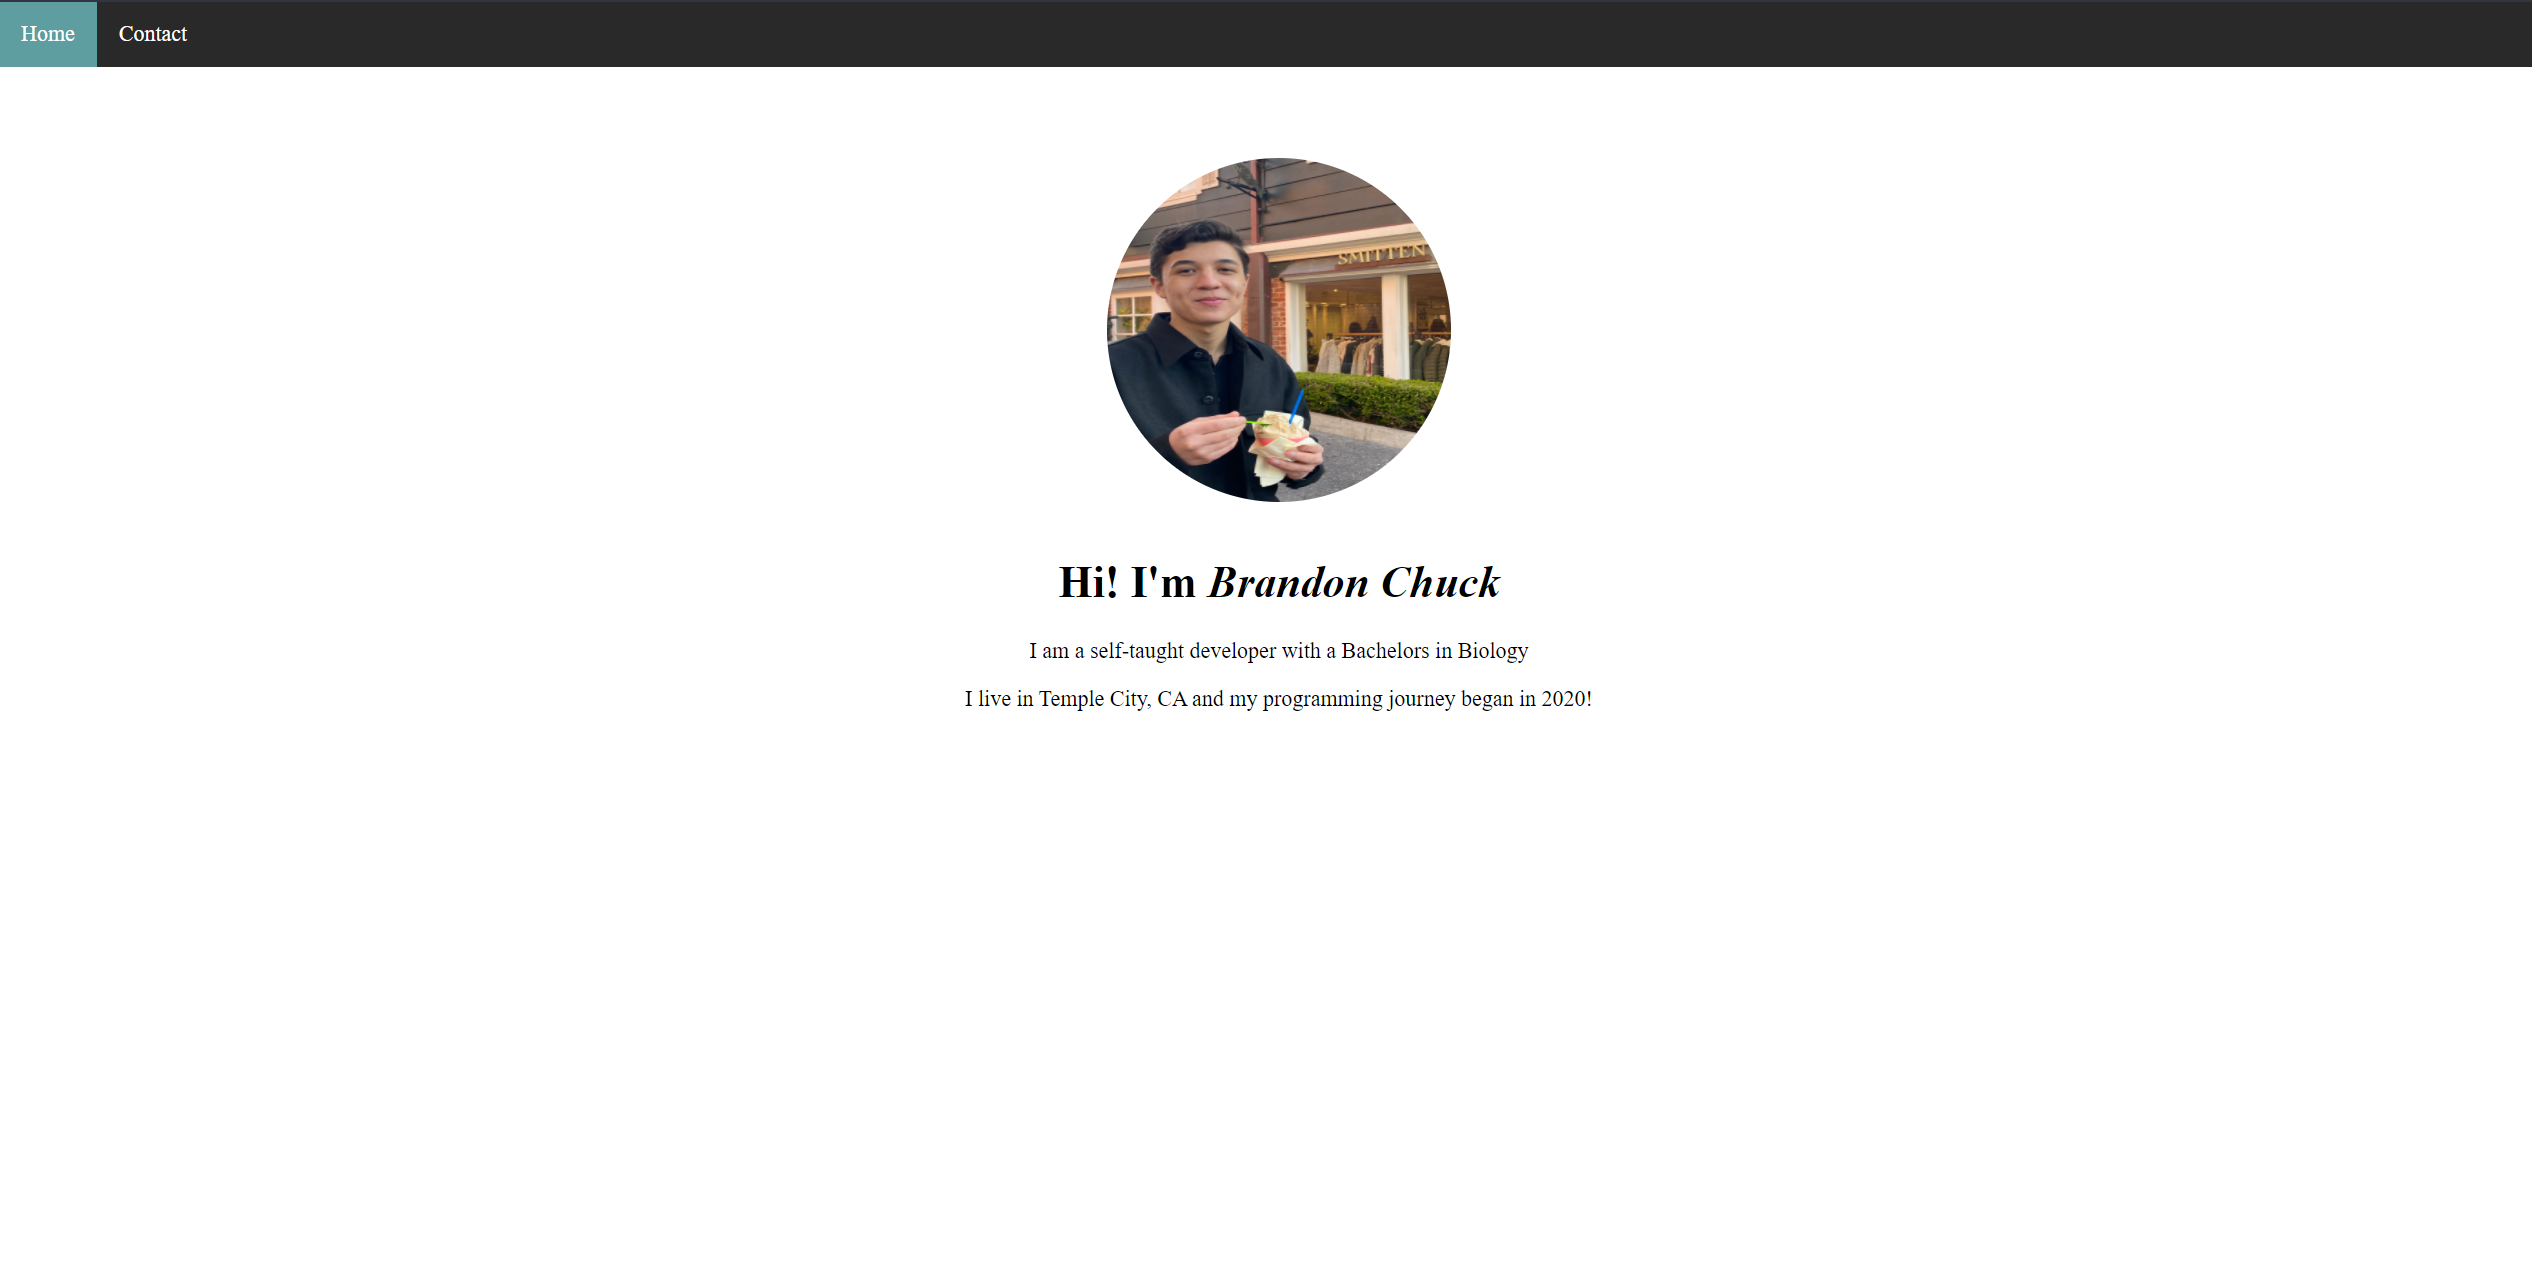 Home
Contact
SMITTEN
Hi! I'm Brandon Chuck
I am a self-taught developer with a Bachelors in Biology
I live in Temple City, CA and my programming journey began in 2020!